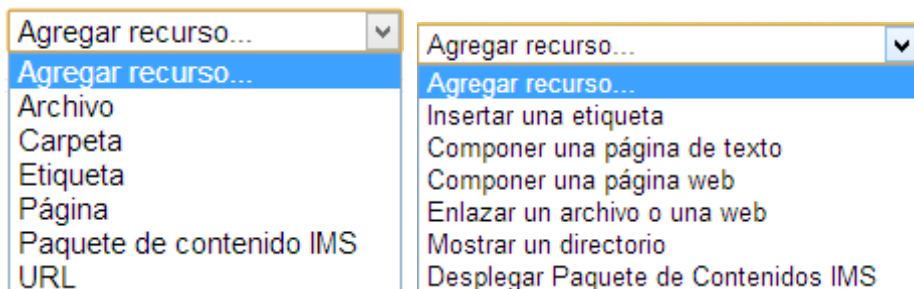 Agregar recurso...
Agregar recurso...
Archivo
Carpeta
Etiqueta
Página
Paquete de contenido IMS
URL
Agregar recurso...
Agregar recurso...
Insertar una etiqueta
Componer una página de texto
Componer una página web
Enlazar un archivo o una web
Mostrar un directorio
Desplegar Paquete de Contenidos IMS